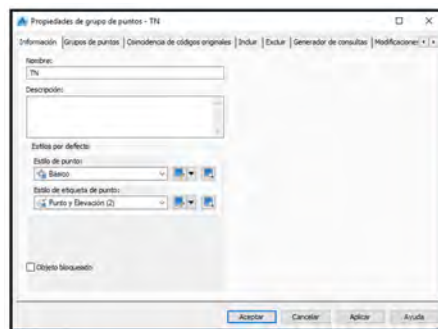 Propiedades de grupo de puntos - TN
Información Grupos de puntos Coincidencia de códigos originales Incluir Excluir Generador de consultas Modificaciones
Nombre:
TN
Descripción:
Estilos por defecto:
Estilo de punto:
Básico
Estilo de etiqueta de punto:
Punto y Elevación (2)
Objeto bloqueado
Aceptar Cancelar Aplicar Ayuda